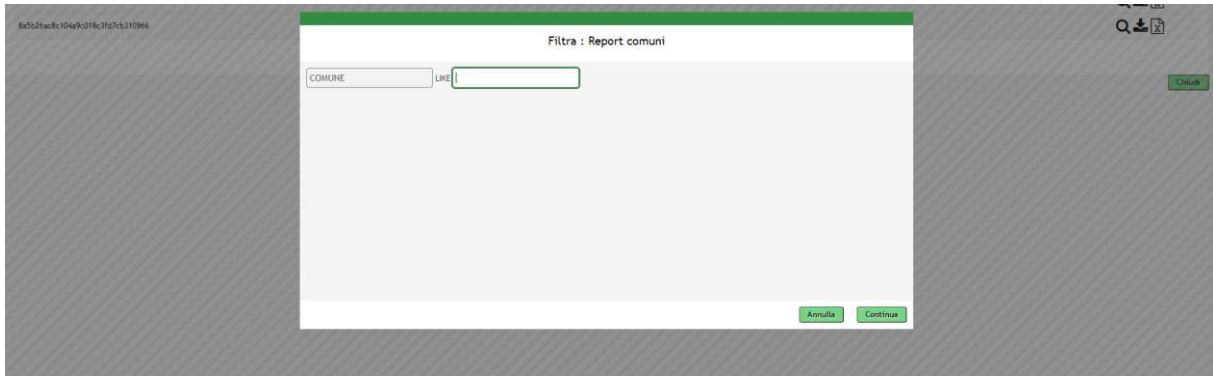 8a5b26ac8c104a9c018c3fd7cb310966
Filtra : Report comuni
COMUNE LIKE
Chiudi
Annulla Continua